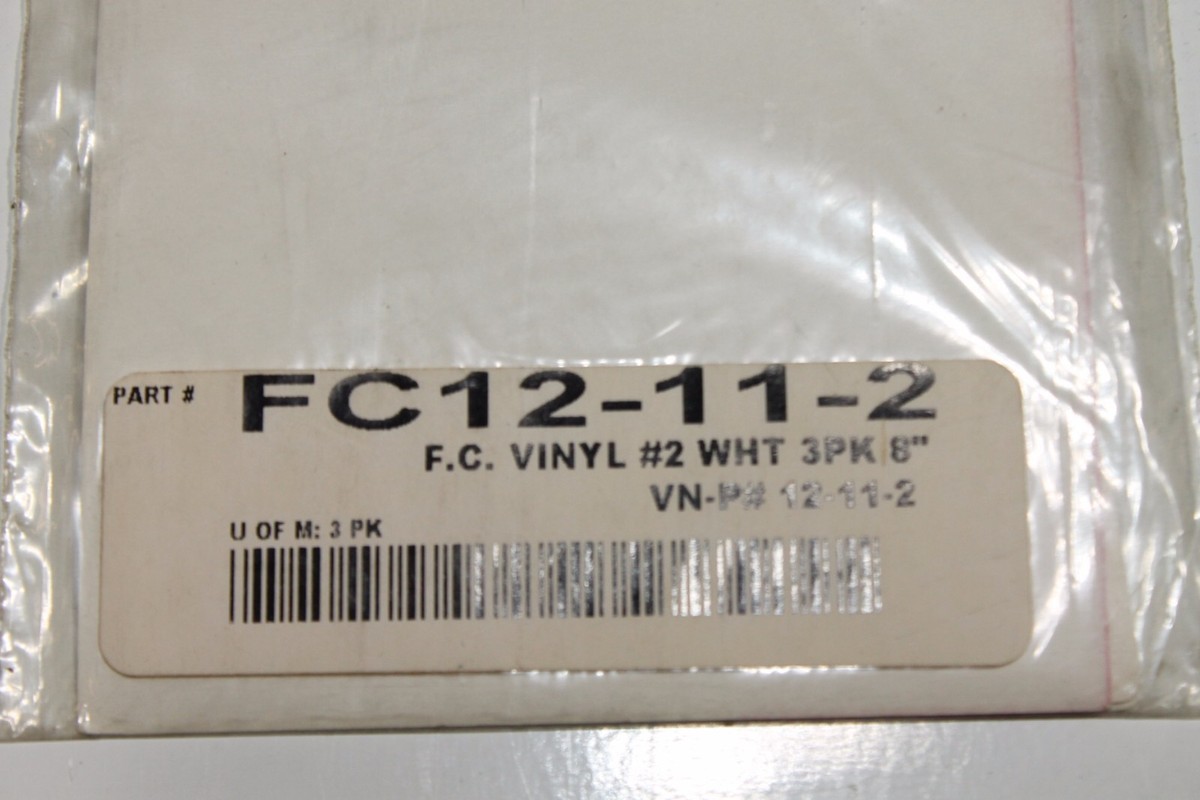 PART # FC12-11-2
F.C. VINYL #2 WHT 3PK 8"
VN-P# 12-11-2
U OF M: 3 PK